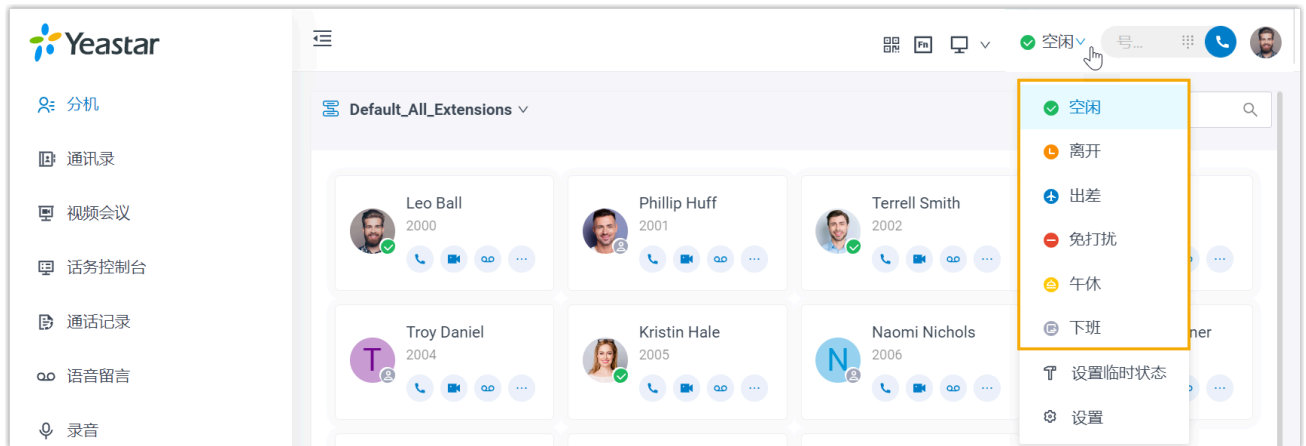 Yeastar
Fn
空闲
号...
分机
通讯录
视频会议
话务控制台
通话记录
语音留言
录音
Default_All_Extensions
空闲
离开
出差
免打扰
午休
下班
设置临时状态
设置
Leo Ball
2000
Phillip Huff
2001
Terrell Smith
2002
T
Troy Daniel
2004
Kristin Hale
2005
N
Naomi Nichols
2006
ner